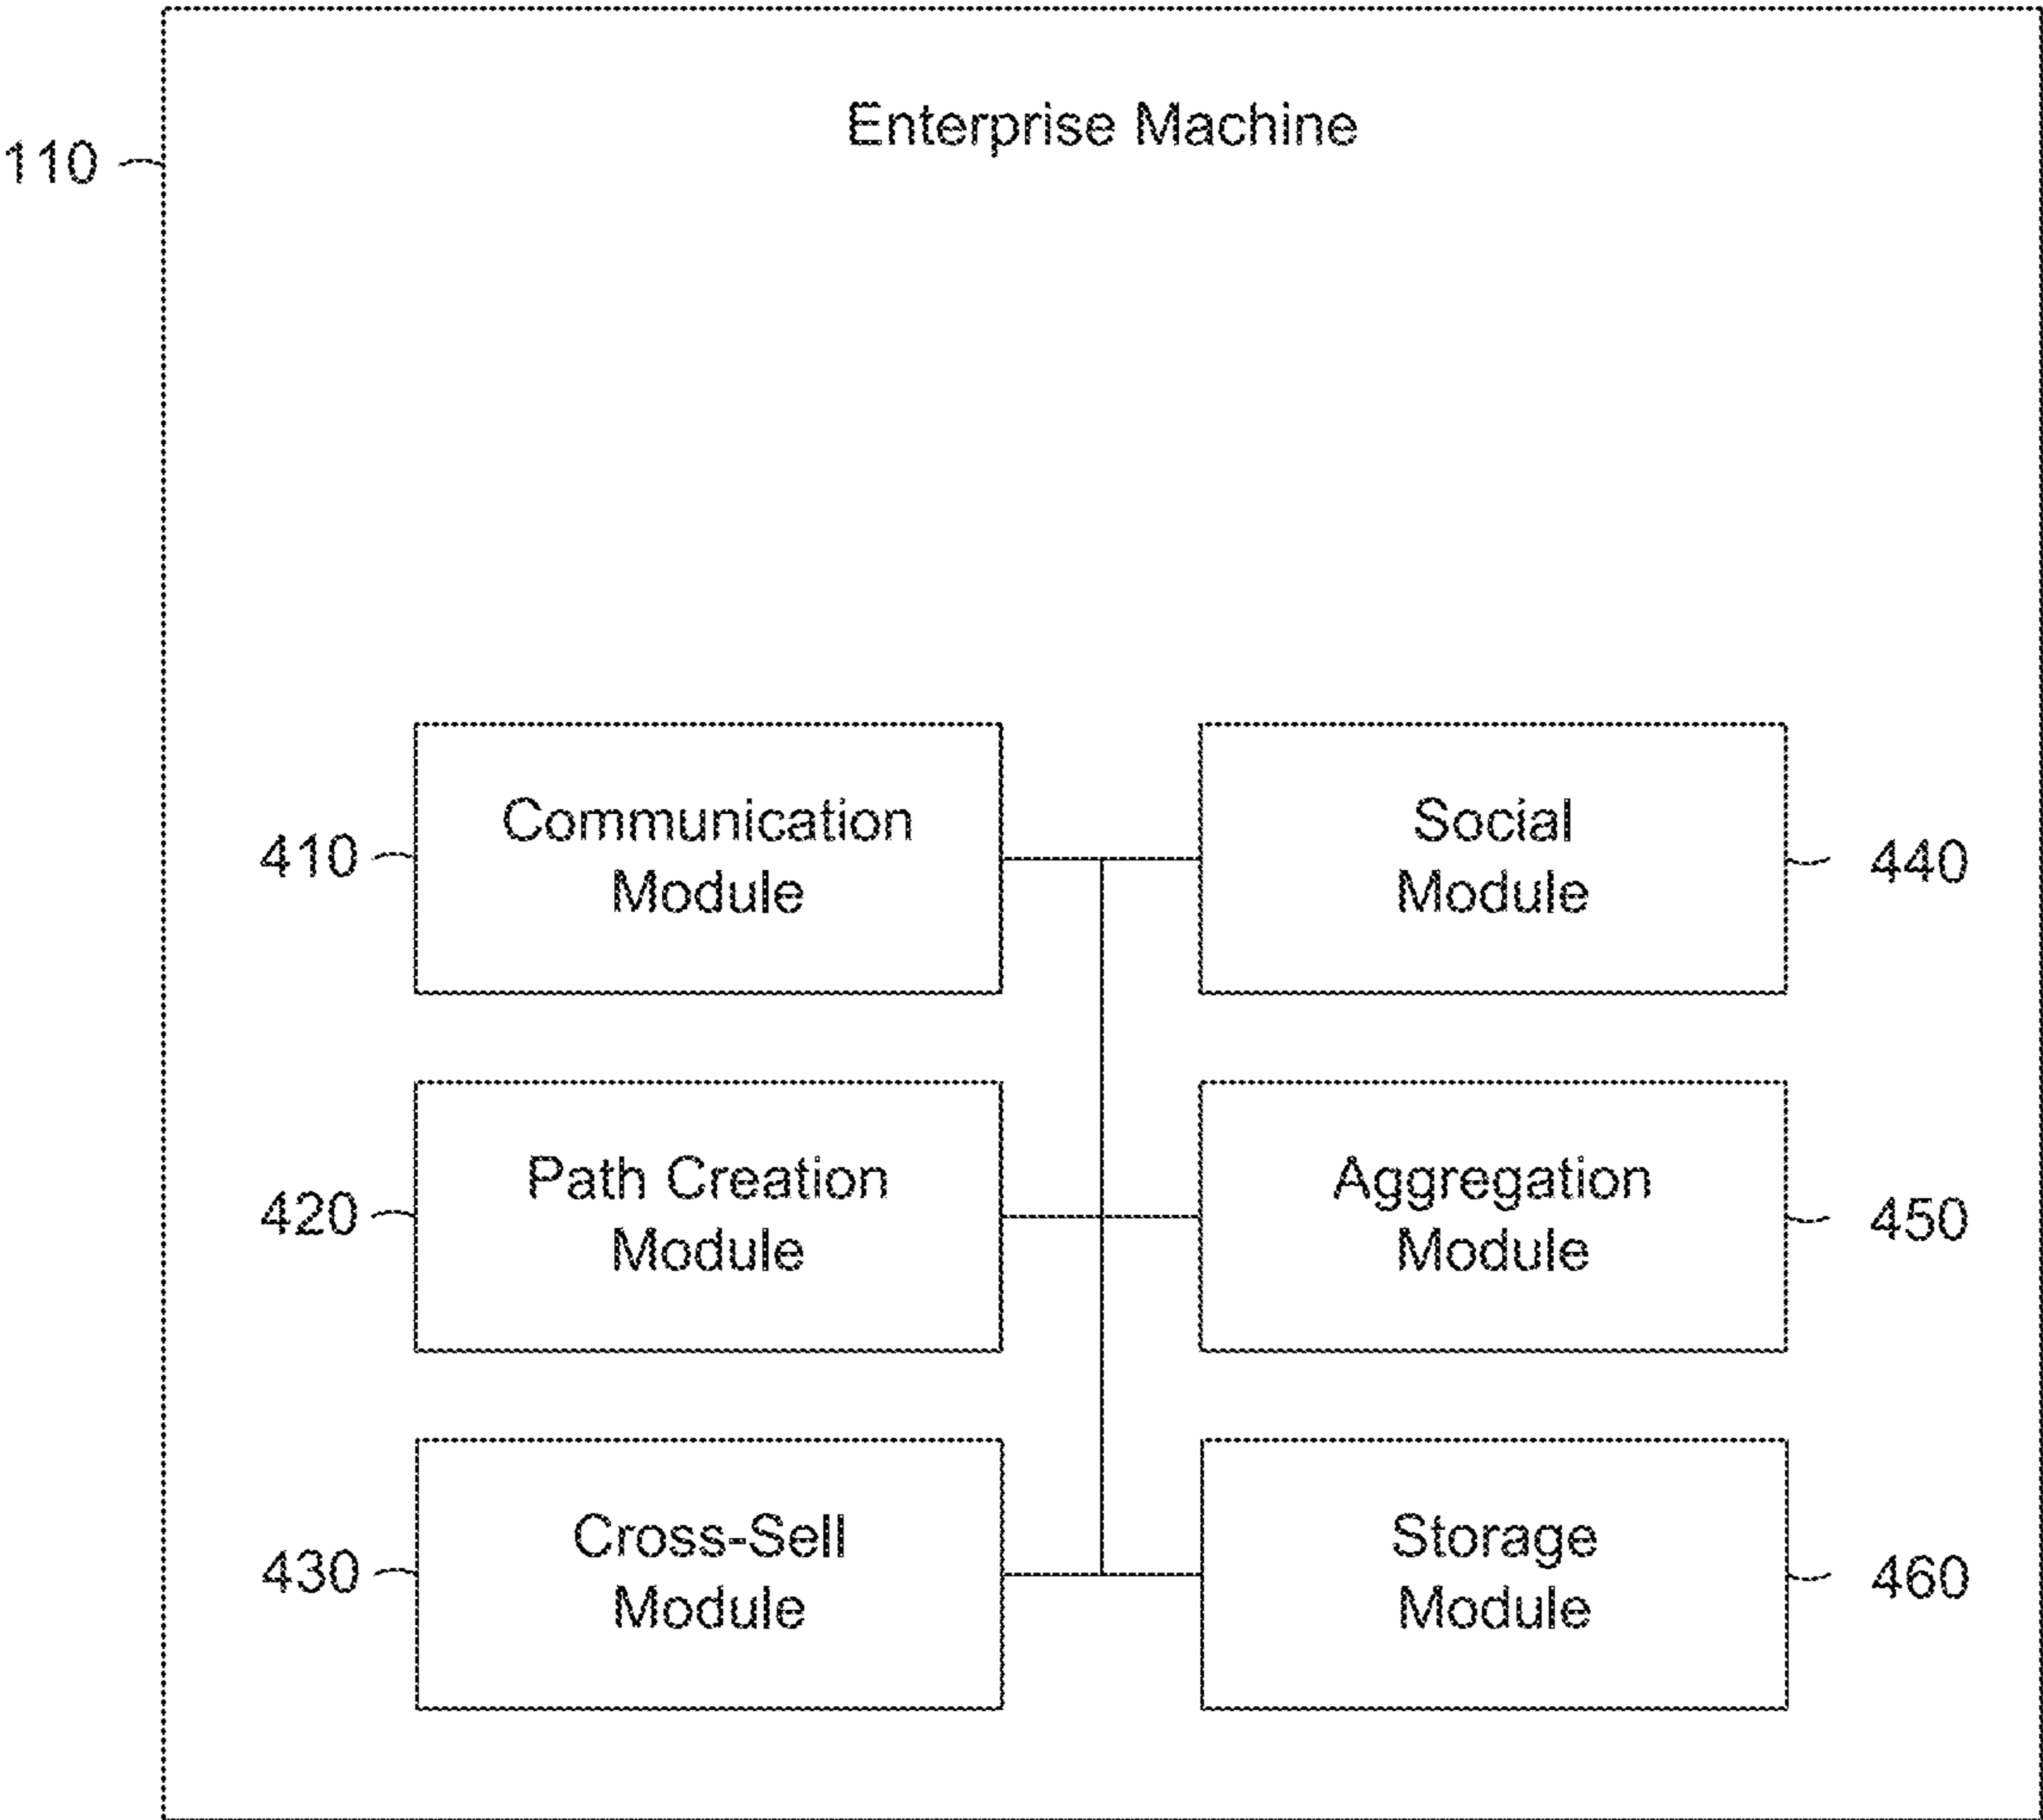 Enterprise Machine
110
Communication
Module
410
Social
Module
440
Path Creation
Module
420
Aggregation
Module
450
Cross-Sell
Module
430
Storage
Module
460